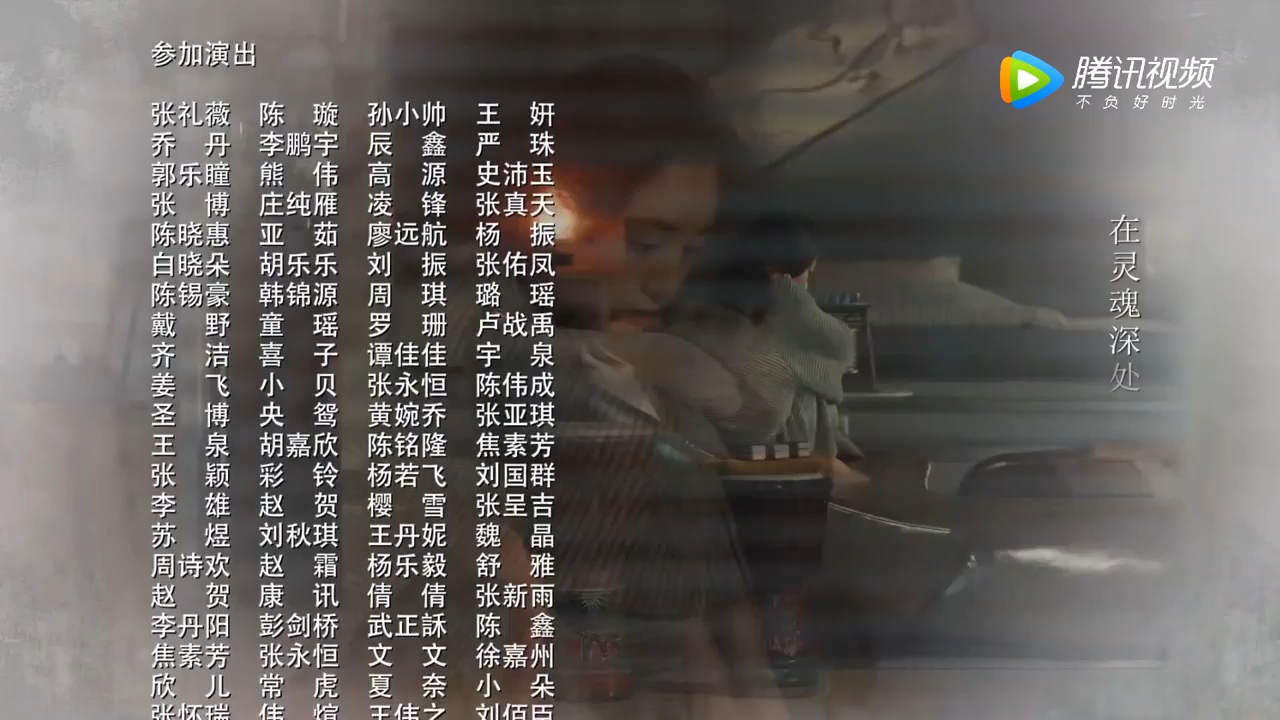 参加演出
张礼薇 陈璇 孙小帅 王妍
乔丹 李鹏宇 辰鑫 严珠
郭乐瞳 熊伟 高源 史沛玉
张博 庄纯雁 凌锋 张真天
陈晓惠 亚茹 廖远航 杨振
白晓朵 胡乐乐 刘振 张佑凤
陈锡豪 韩锦源 周琪 璐瑶
戴野 童瑶 罗珊 卢战禹
齐洁 喜子 谭佳佳 宇泉
姜飞 小贝 张永恒 陈伟成
圣博 央鸳 黄婉乔 张亚琪
王泉 胡嘉欣 陈铭隆 焦素芳
张颖 彩铃 杨若飞 刘国群
李雄 赵贺 樱雪 张呈吉
苏煜 刘秋琪 王丹妮 魏晶
周诗欢 赵霜 杨乐毅 舒雅
赵贺 康讯 倩倩 张新雨
李丹阳 彭剑桥 武正訸 陈鑫
焦素芳 张永恒 文文 徐嘉州
欣儿 常虎 夏奈 小朵
张怀瑞 伟煊 王伟之 刘佰臣
腾讯视频
不负好时光
在灵魂深处